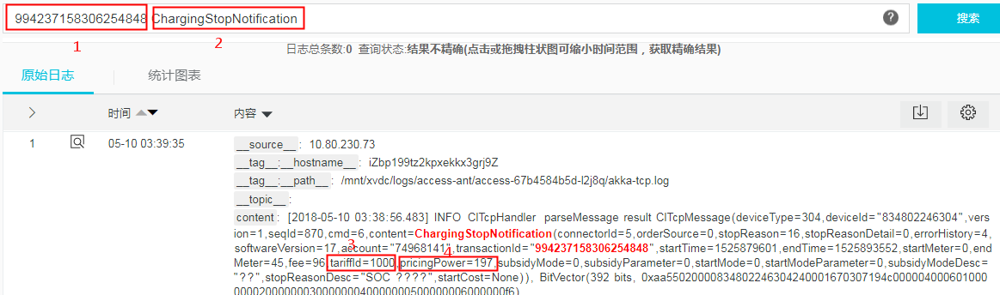 994237158306254848 ChargingStopNotification
搜索
1
2
日志总条数:0 查询状态:结果不精确(点击或拖拽柱状图可缩小时间范围，获取精确结果)
原始日志
统计图表
时间
内容
1
05-10 03:39:35
__source__: 10.80.230.73
__tag__:__hostname__: iZbp199tz2kpxekkx3grj9Z
__tag__:__path__: /mnt/xvdc/logs/access-ant/access-67b4584b5d-l2j8q/akka-tcp.log
__topic__:
content: [2018-05-10 03:38:56.483] INFO ClTcpHandler parseMessage result ClTcpMessage(deviceType=304,deviceId="834802246304",ver
sion=1,seqId=870,cmd=6,content=ChargingStopNotification(connectorId=5,orderSource=0,stopReason=16,stopReasonDetail=0,errorHistory=4,
softwareVersion=17,account="74968141",transactionId="994237158306254848",startTime=1525879601,endTime=1525893552,startMeter=0,end
3
4
Meter=45,fee=96,tariffId=1000,pricingPower=197,subsidyMode=0,subsidyParameter=0,startMode=0,startModeParameter=0,subsidyModeDesc=
"??",stopReasonDesc="SOC ????",startCost=None)), BitVector(392 bits, 0xaa5502000083480224630424000167030719​4c000004000601000
0000200000003000000040000000500000006000000f6)